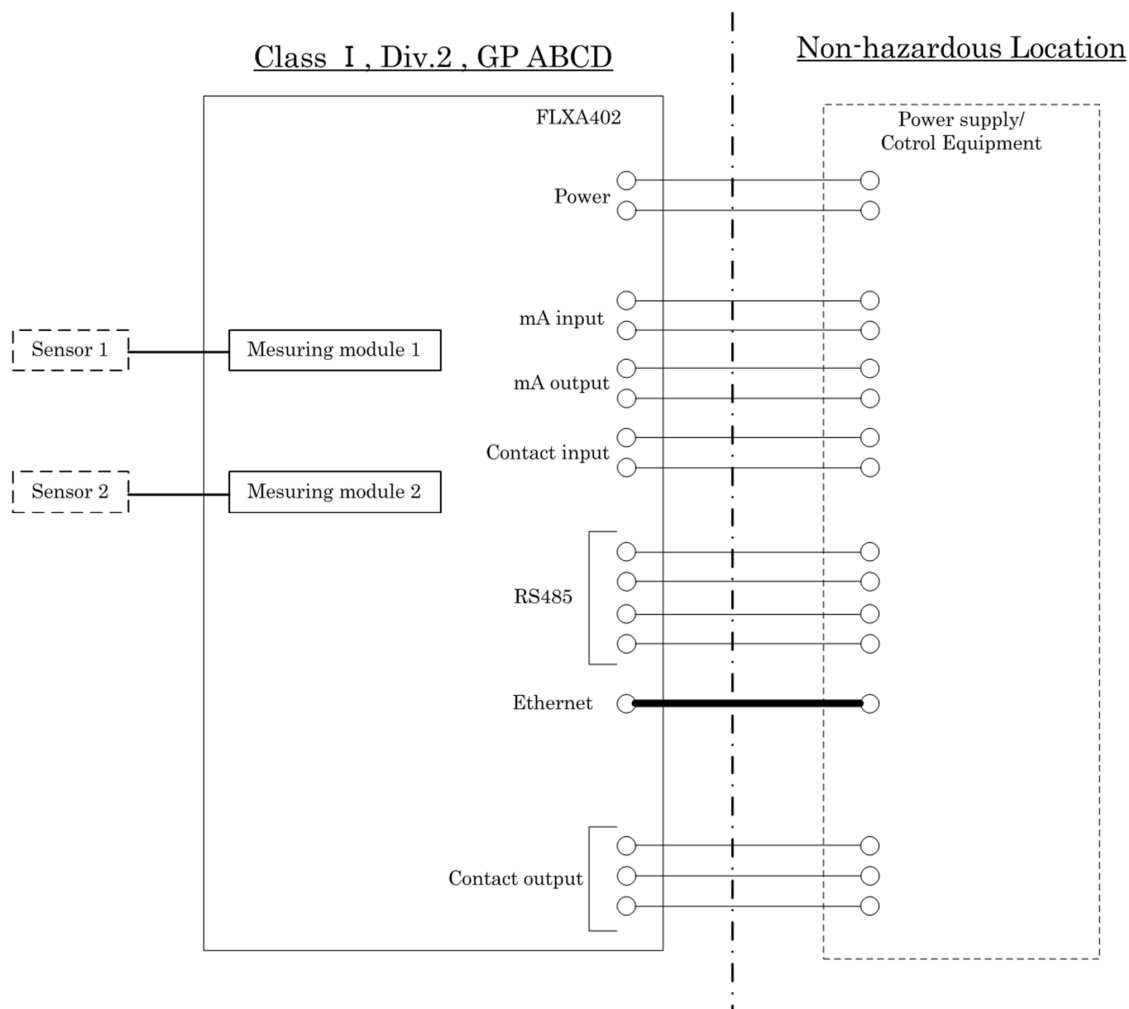 Class Ⅰ, Div.2 , GP ABCD
Non-hazardous Location
FLXA402
Power supply/
Cotrol Equipment
Power
mA input
Sensor 1
Mesuring module 1
mA output
Contact input
Sensor 2
Mesuring module 2
RS485
Ethernet
Contact output